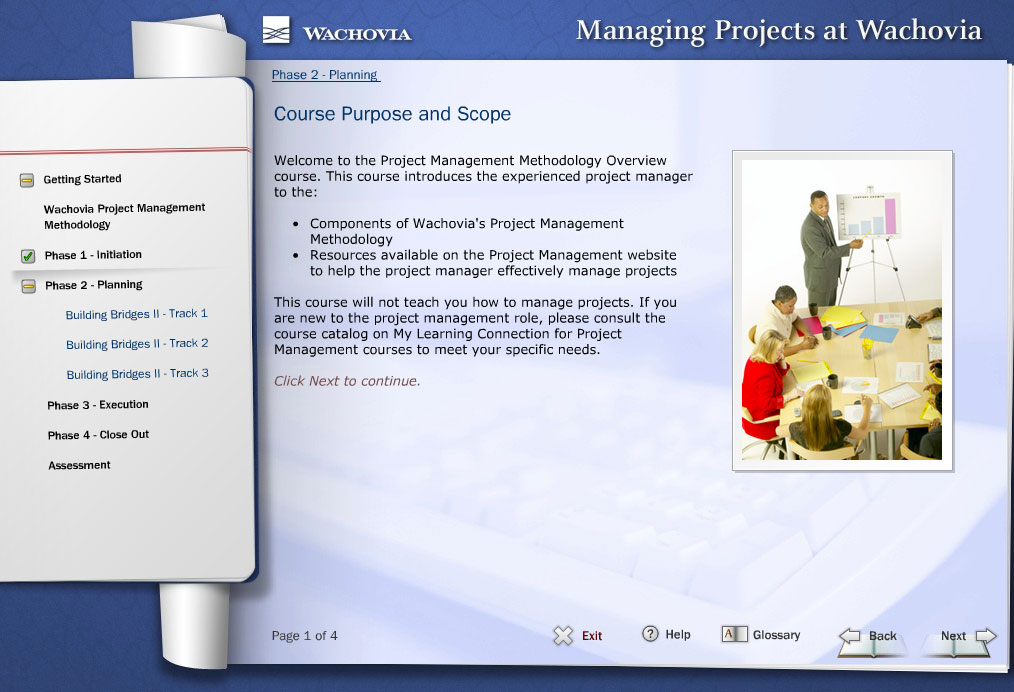 WACHOVIA
Managing Projects at Wachovia
Getting Started
Wachovia Project Management
Methodology
Phase 1 - Initiation
Phase 2 - Planning
Building Bridges II - Track 1
Building Bridges II - Track 2
Building Bridges II - Track 3
Phase 3 - Execution
Phase 4 - Close Out
Assessment
Phase 2 - Planning
Course Purpose and Scope
Welcome to the Project Management Methodology Overview
course. This course introduces the experienced project manager
to the:
• Components of Wachovia's Project Management
Methodology
• Resources available on the Project Management website
to help the project manager effectively manage projects
This course will not teach you how to manage projects. If you
are new to the project management role, please consult the
course catalog on My Learning Connection for Project
Management courses to meet your specific needs.
Click Next to continue.
Page 1 of 4
Exit
? Help
A Glossary
Back
Next